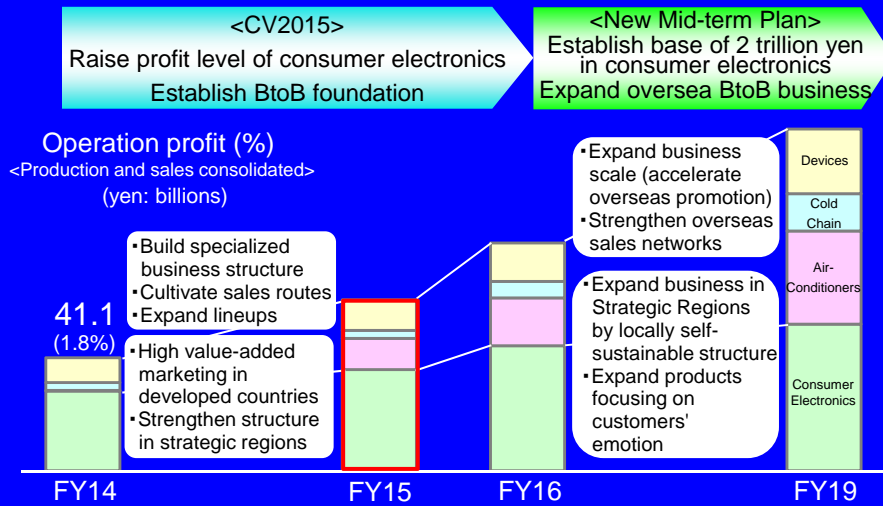 <CV2015>
Raise profit level of consumer electronics
Establish BtoB foundation
<New Mid-term Plan>
Establish base of 2 trillion yen
in consumer electronics
Expand oversea BtoB business
Operation profit (%)
<Production and sales consolidated>
(yen: billions)
・Build specialized
business structure
・Cultivate sales routes
・Expand lineups
・High value-added
marketing in
developed countries
・Strengthen structure
in strategic regions
・Expand business
scale (accelerate
overseas promotion)
・Strengthen overseas
sales networks
・Expand business in
Strategic Regions
by locally self-
sustainable structure
・Expand products
focusing on
customers'
emotion
41.1
(1.8%)
Devices
Cold
Chain
Air-
Conditioners
Consumer
Electronics
FY14
FY15
FY16
FY19